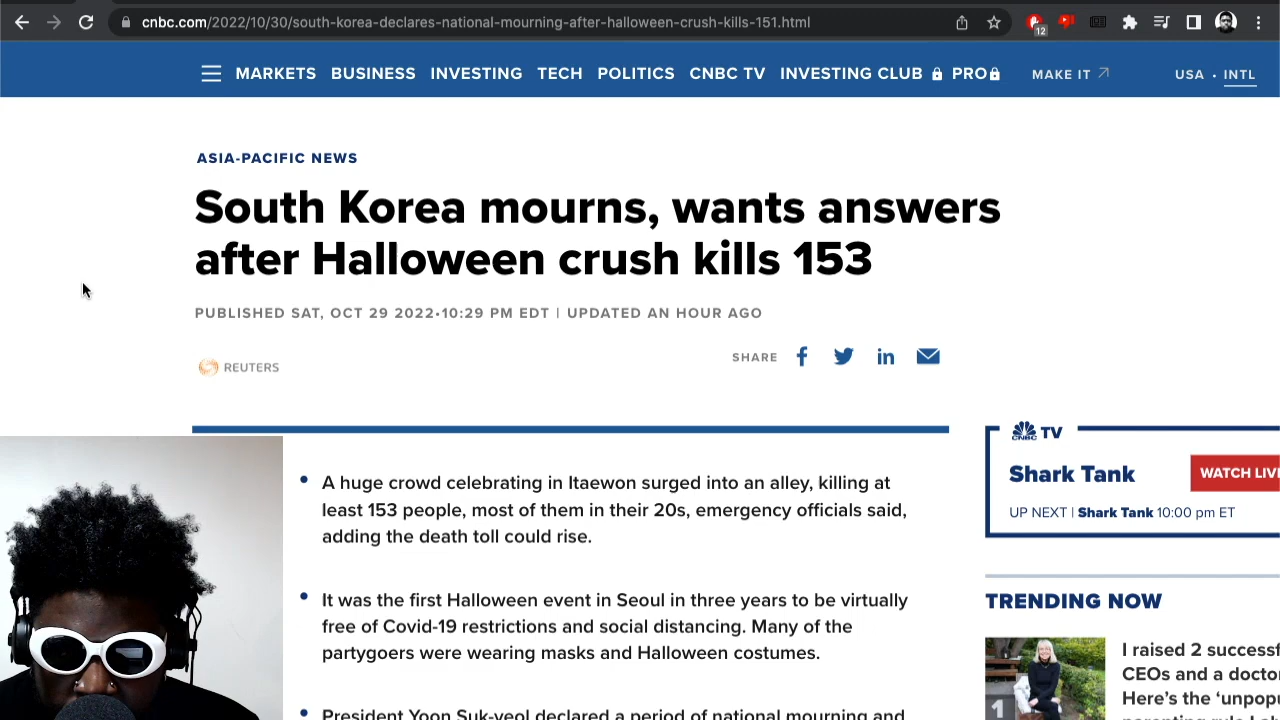 cnbc.com/2022/10/30/south-korea-declares-national-mourning-after-halloween-crush-kills-151.html
12
MARKETS BUSINESS INVESTING TECH POLITICS CNBC TV INVESTING CLUB PRO MAKE IT USA • INTL
ASIA-PACIFIC NEWS
South Korea mourns, wants answers
after Halloween crush kills 153
PUBLISHED SAT, OCT 29 2022•10:29 PM EDT | UPDATED AN HOUR AGO
REUTERS
SHARE
• A huge crowd celebrating in Itaewon surged into an alley, killing at
least 153 people, most of them in their 20s, emergency officials said,
adding the death toll could rise.
• It was the first Halloween event in Seoul in three years to be virtually
free of Covid-19 restrictions and social distancing. Many of the
partygoers were wearing masks and Halloween costumes.
• President Yoon Suk-yeol declared a period of national mourning and
CNBC TV
Shark Tank
WATCH LIV
UP NEXT | Shark Tank 10:00 pm ET
TRENDING NOW
1
I raised 2 successf
CEOs and a docto
Here's the 'unpopu